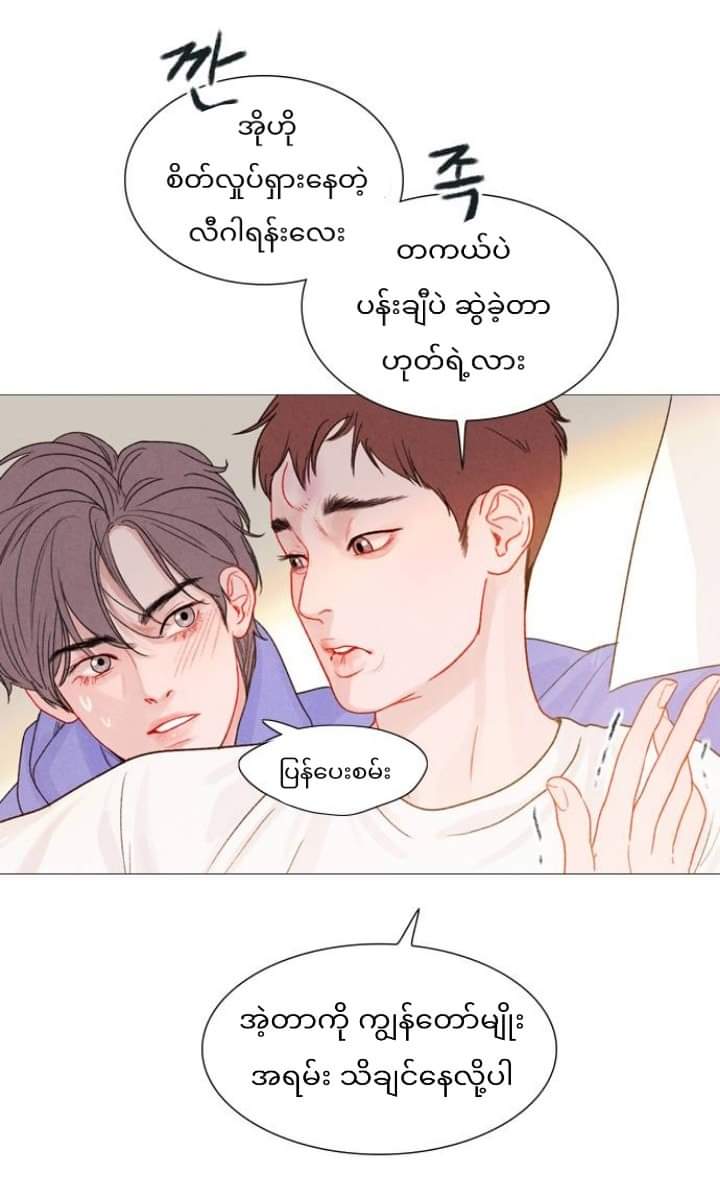 깐
အိုဟို
စိတ်လှုပ်ရှားနေတဲ့
လီဂါရန်းလေး
족
တကယ်ပဲ
ပန်းချီပဲ ဆွဲခဲ့တာ
ဟုတ်ရဲ့လား
ပြန်ပေးစမ်း
အဲ့တာကို ကျွန်တော်မျိုး
အရမ်း သိချင်နေလို့ပါ